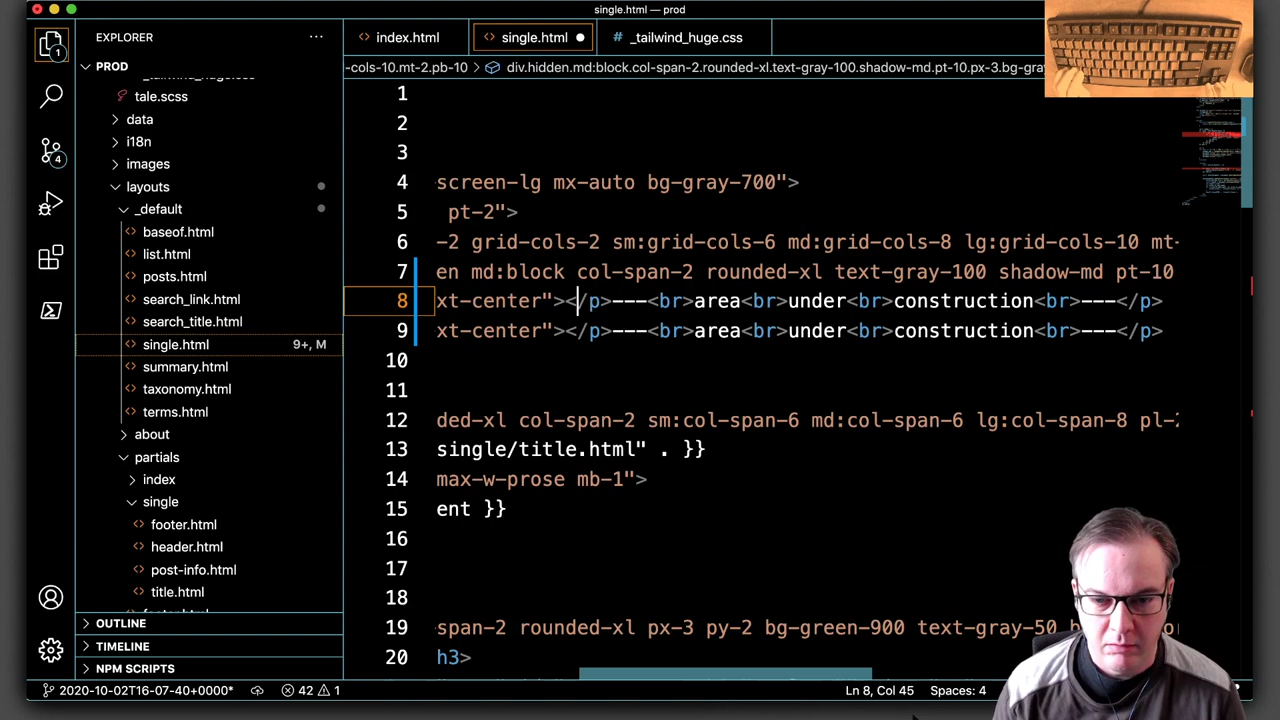 single.html — prod
EXPLORER
index.html
single.html
# _tailwind_huge.css
PROD
-cols-10.mt-2.pb-10 > div.hidden.md:block.col-span-2.rounded-xl.text-gray-100.shadow-md.pt-10.px-3.bg-gray
_tailwind_huge.css
tale.scss
data
i18n
images
layouts
_default
baseof.html
list.html
posts.html
search_link.html
search_title.html
single.html 9+, M
summary.html
taxonomy.html
terms.html
about
partials
index
single
footer.html
header.html
post-info.html
title.html
OUTLINE
TIMELINE
NPM SCRIPTS
1
2
3
4 screen-lg mx-auto bg-gray-700">
5 pt-2">
6 -2 grid-cols-2 sm:grid-cols-6 md:grid-cols-8 lg:grid-cols-10 mt-
7 en md:block col-span-2 rounded-xl text-gray-100 shadow-md pt-10
8 xt-center"></p>---<br>area<br>under<br>construction<br>---</p>
9 xt-center"></p>---<br>area<br>under<br>construction<br>---</p>
10
11
12 ded-xl col-span-2 sm:col-span-6 md:col-span-6 lg:col-span-8 pl-
13 single/title.html" . }}
14 max-w-prose mb-1">
15 ent }}
16
17
18
19 span-2 rounded-xl px-3 py-2 bg-green-900 text-gray-50
20 h3>
1
4
2020-10-02T16-07-40+0000* 42 1 Ln 8, Col 45 Spaces: 4